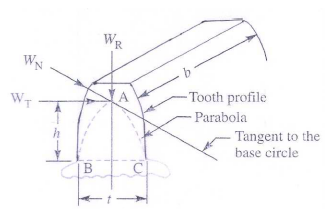 W_R
W_N
b
W_T
A
Tooth profile
Parabola
h
Tangent to the
base circle
B
C
t